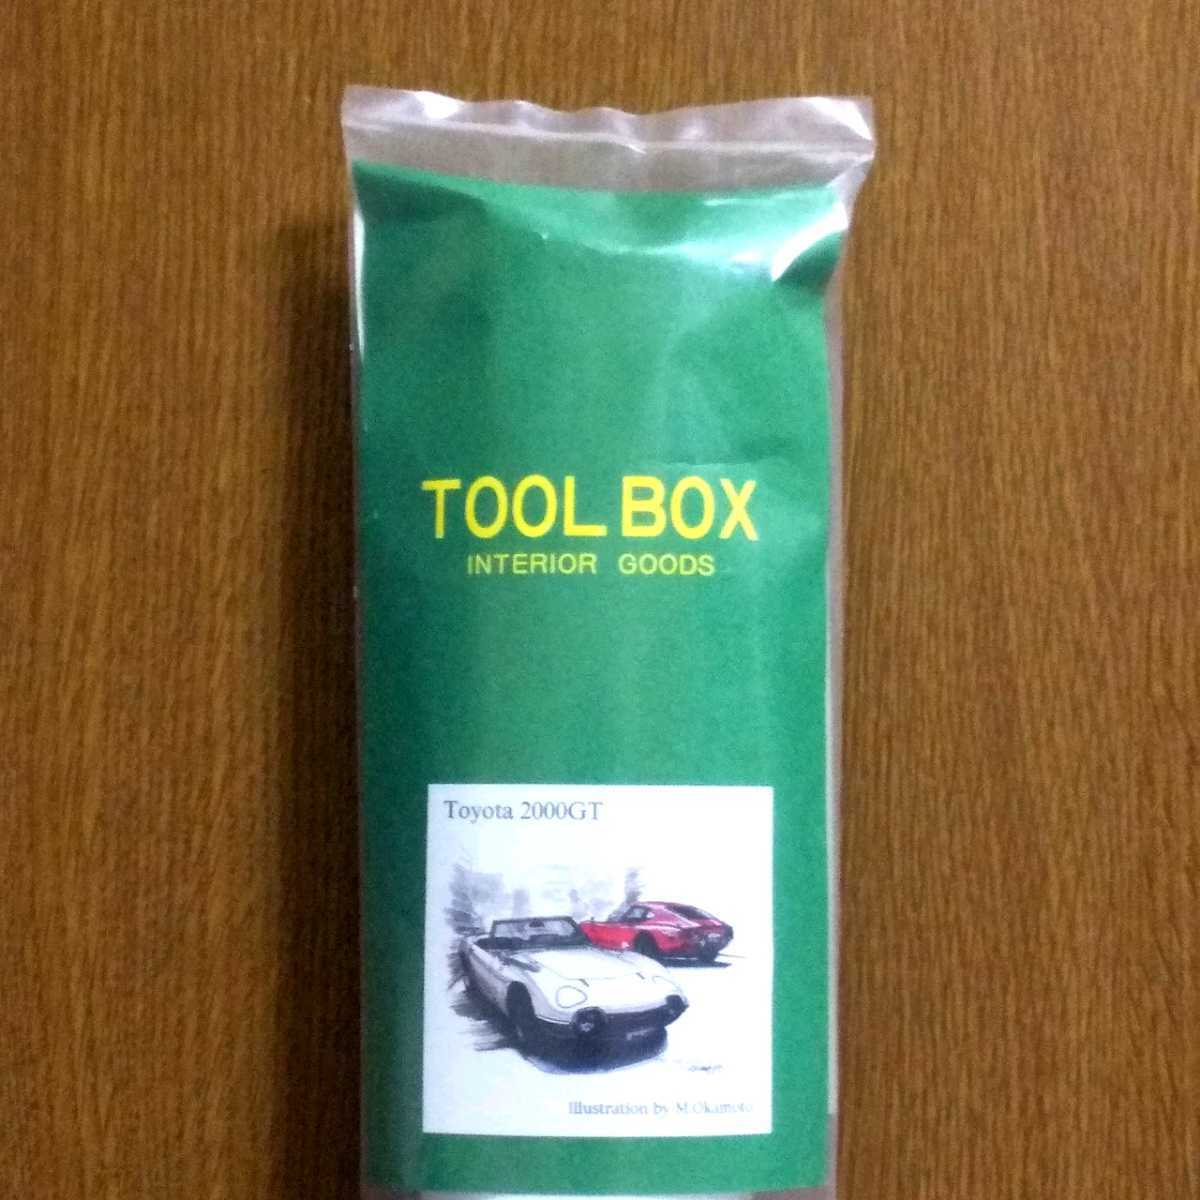 TOOL BOX
INTERIOR GOODS
Toyota 2000GT
Illustration by M.Okamoto